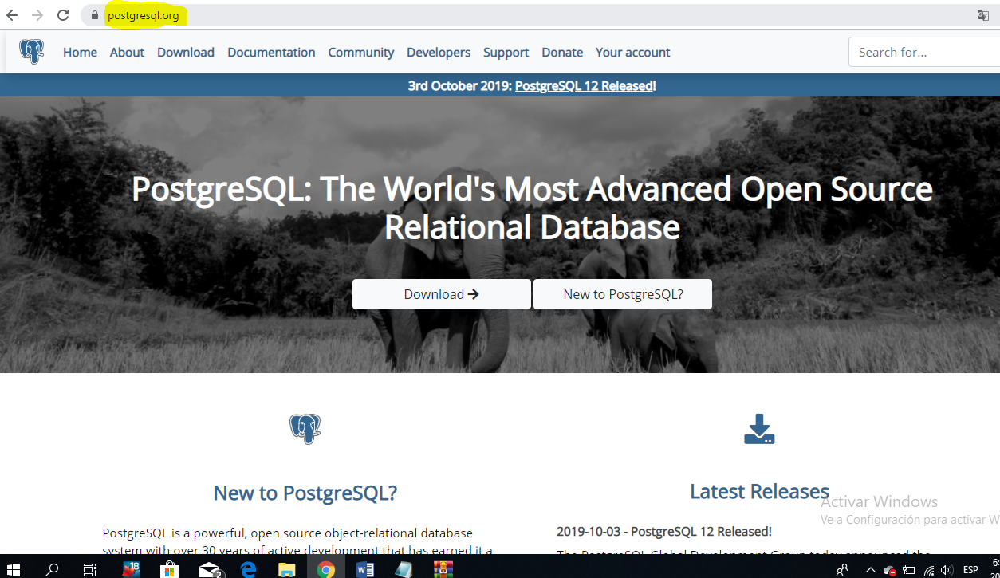 postgresql.org
Home About Download Documentation Community Developers Support Donate Your account
Search for...
3rd October 2019: PostgreSQL 12 Released!
PostgreSQL: The World's Most Advanced Open Source
Relational Database
Download → New to PostgreSQL?
New to PostgreSQL?
PostgreSQL is a powerful, open source object-relational database
system with over 30 years of active development that has earned it a
Latest Releases
2019-10-03 - PostgreSQL 12 Released!
The PostgreSQL Global Development Group today announced the
Activar Windows
Ve a Configuración para activar W
18
2
ESP